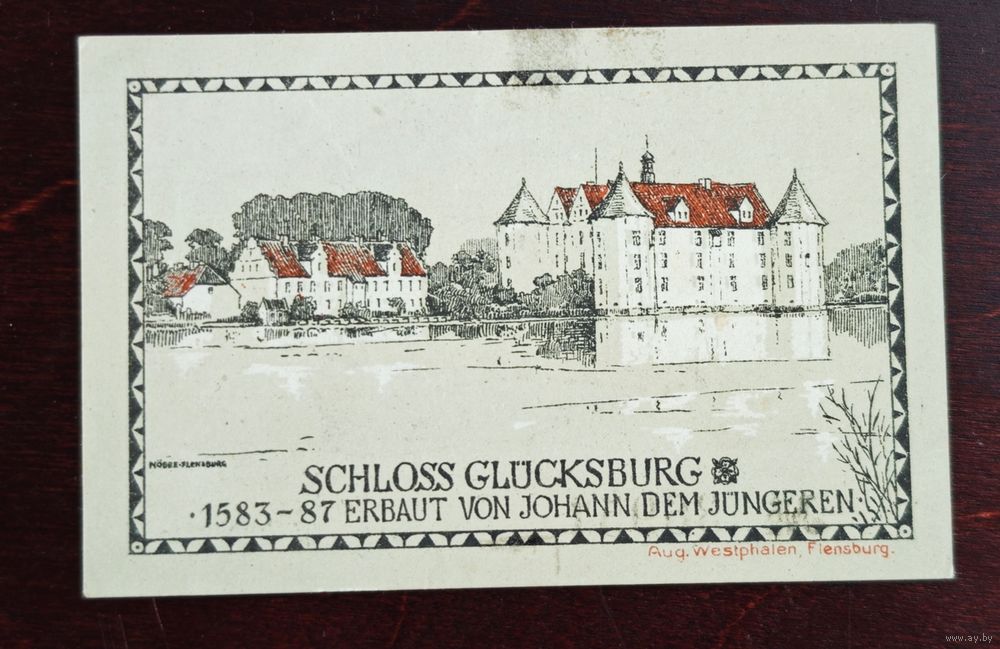 NÖBBE-FLENSBURG
SCHLOSS GLÜCKSBURG
·1583-87 ERBAUT VON JOHANN DEM JÜNGEREN·
Aug. Westphalen, Flensburg.
www.ay.by